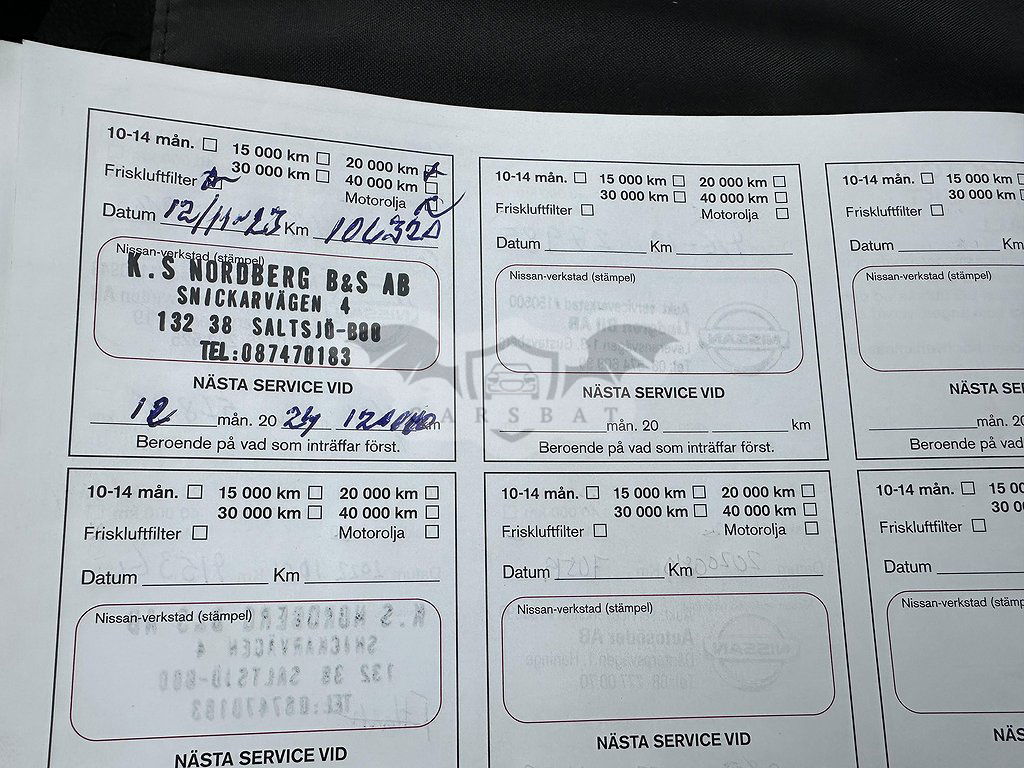 10-14 mån. 15 000 km 20 000 km
30 000 km 40 000 km
Friskluftfilter Motorolja
Datum 12/11-23 Km
Nissan-verkstad (stämpel)
K.S NORDBERG B&S AB
SNICKARVÄGEN 4
132 38 SALTSJÖ-BOO
TEL:087470183
NÄSTA SERVICE VID
12 mån. 20 24 km
Beroende på vad som inträffar först.
10-14 mån. 15 000 km 20 000 km
30 000 km 40 000 km
Friskluftfilter Motorolja
Datum Km
Nissan-verkstad (stämpel)
NÄSTA SERVICE VID
mån. 20 km
Beroende på vad som inträffar först.
10-14 mån. 15 000
30 000 km
Friskluftfilter
Datum Km
Nissan-verkstad (stämpel)
NÄSTA SE
mån. 20
Beroende på vad
CARSBAT
10-14 mån. 15 000 km 20 000 km
30 000 km 40 000 km
Friskluftfilter Motorolja
Datum Km
Nissan-verkstad (stämpel)
NÄSTA SERVICE VID
10-14 mån. 15 000 km 20 000 km
30 000 km 40 000 km
Friskluftfilter Motorolja
Datum Km
Nissan-verkstad (stämpel)
NÄSTA SERVICE VID
10-14 mån. 15 0
30 0
Friskluftfilter
Datum
Nissan-verkstad (stämp
NÄS